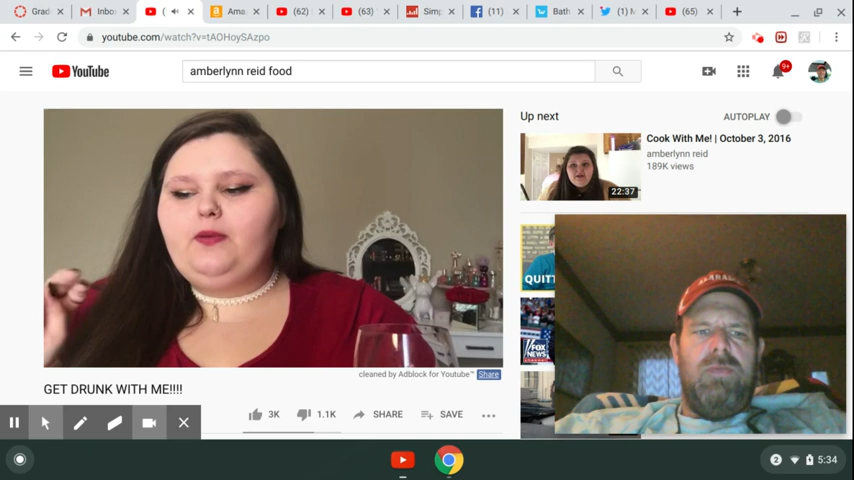 Grad
Inbo
(
Ama
(62)
(63)
Simp
f (11)
Bath
(1) M
(65)
youtube.com/watch?v=tAOHoySAzpo
YouTube
amberlynn reid food
9+
Up next
AUTOPLAY
Cook With Me! | October 3, 2016
amberlynn reid
189K views
22:37
QUITT
FOX
NEWS
cleaned by Adblock for Youtube™ Share
GET DRUNK WITH ME!!!!
3K
1.1K
SHARE
SAVE
2
5:34